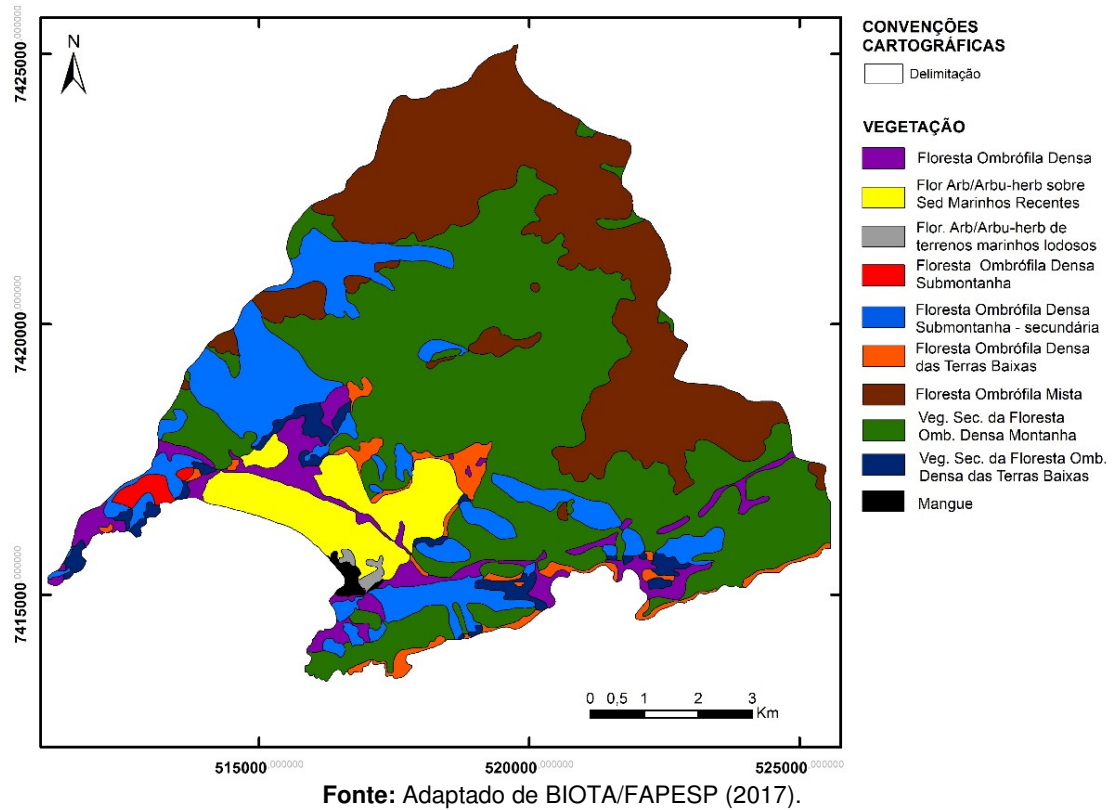 N
7425000,000000
7420000,000000
7415000,000000
515000,000000
520000,000000
525000,000000
0 0,5 1 2 3
Km
CONVENÇÕES
CARTOGRÁFICAS
Delimitação
VEGETAÇÃO
Floresta Ombrófila Densa
Flor Arb/Arbu-herb sobre
Sed Marinhos Recentes
Flor. Arb/Arbu-herb de
terrenos marinhos lodosos
Floresta Ombrófila Densa
Submontanha
Floresta Ombrófila Densa
Submontanha - secundária
Floresta Ombrófila Densa
das Terras Baixas
Floresta Ombrófila Mista
Veg. Sec. da Floresta
Omb. Densa Montanha
Veg. Sec. da Floresta Omb.
Densa das Terras Baixas
Mangue
Fonte: Adaptado de BIOTA/FAPESP (2017).